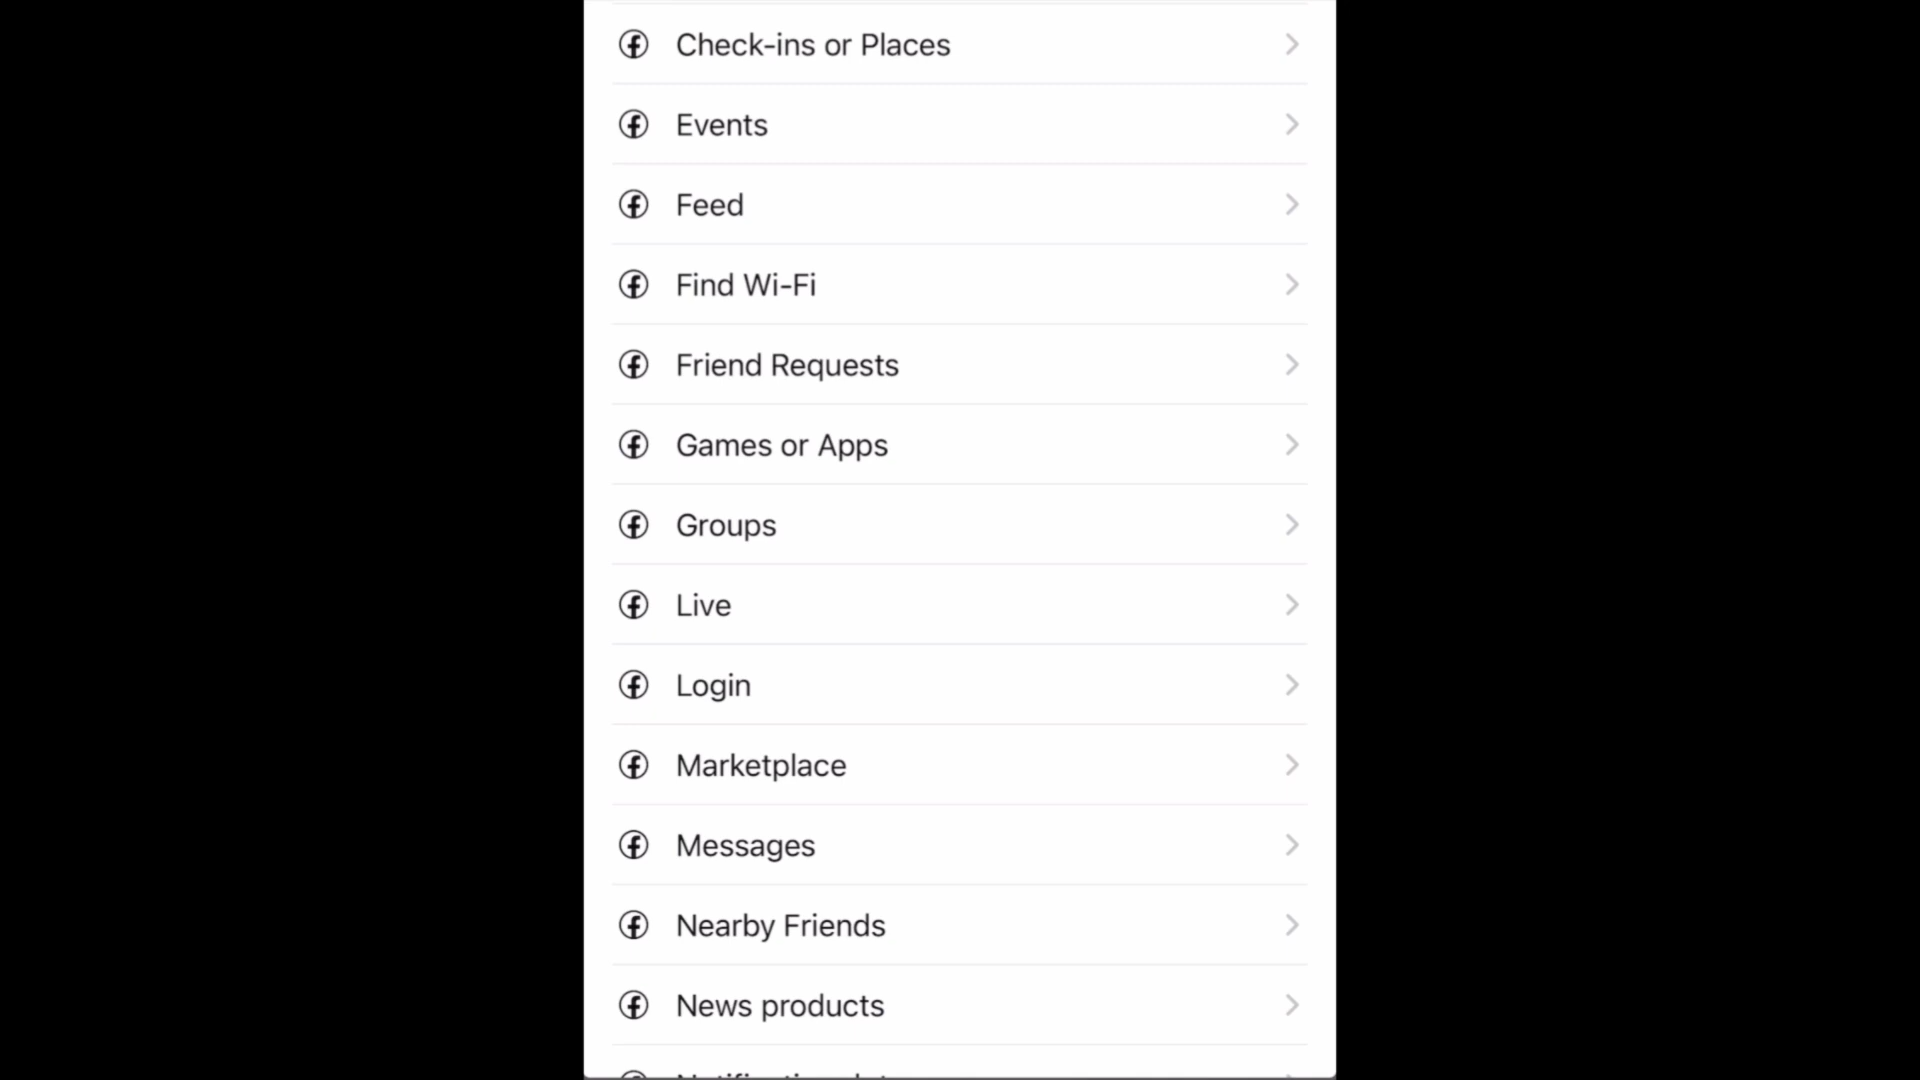 Check-ins or Places
Events
Feed
Find Wi-Fi
Friend Requests
Games or Apps
Groups
Live
Login
Marketplace
Messages
Nearby Friends
News products